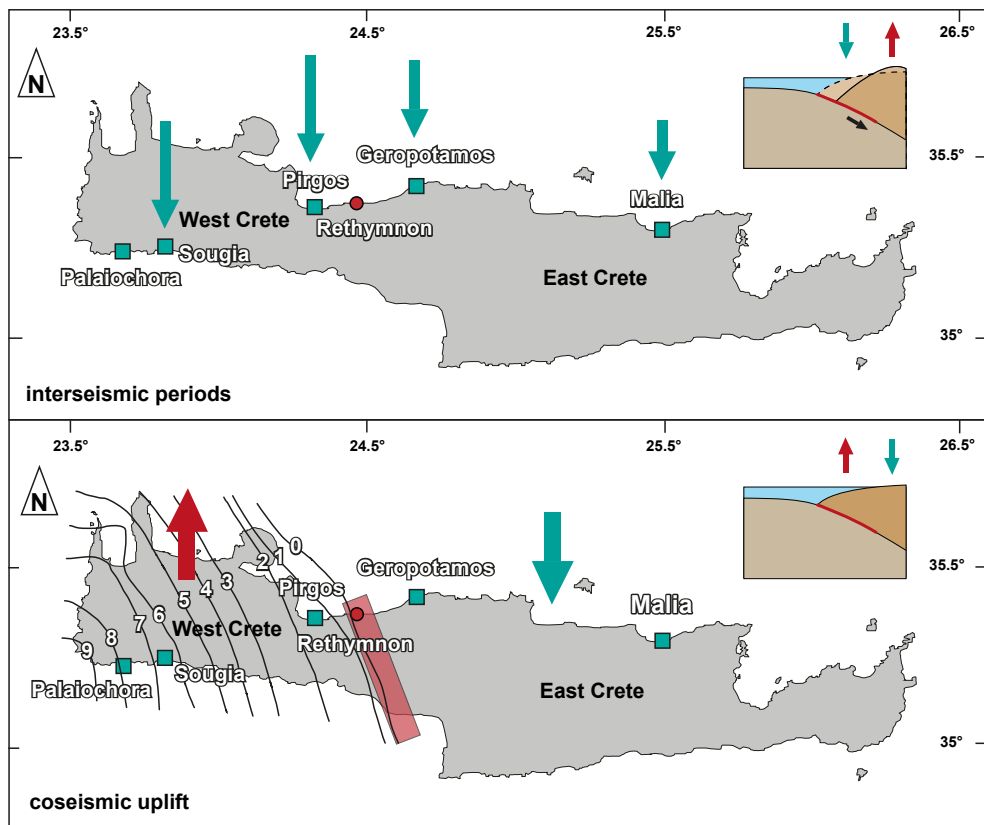 23.5°
24.5°
25.5°
26.5°
N
Geropotamos
35.5°
Pirgos
Malia
West Crete
Rethymnon
Sougia
Palaiochora
East Crete
35°
interseismic periods
23.5°
24.5°
25.5°
26.5°
N
0
1
2
35.5°
Geropotamos
3
Pirgos
4
5
Malia
6
7
West Crete
8
Rethymnon
9
Sougia
Palaiochora
East Crete
35°
coseismic uplift